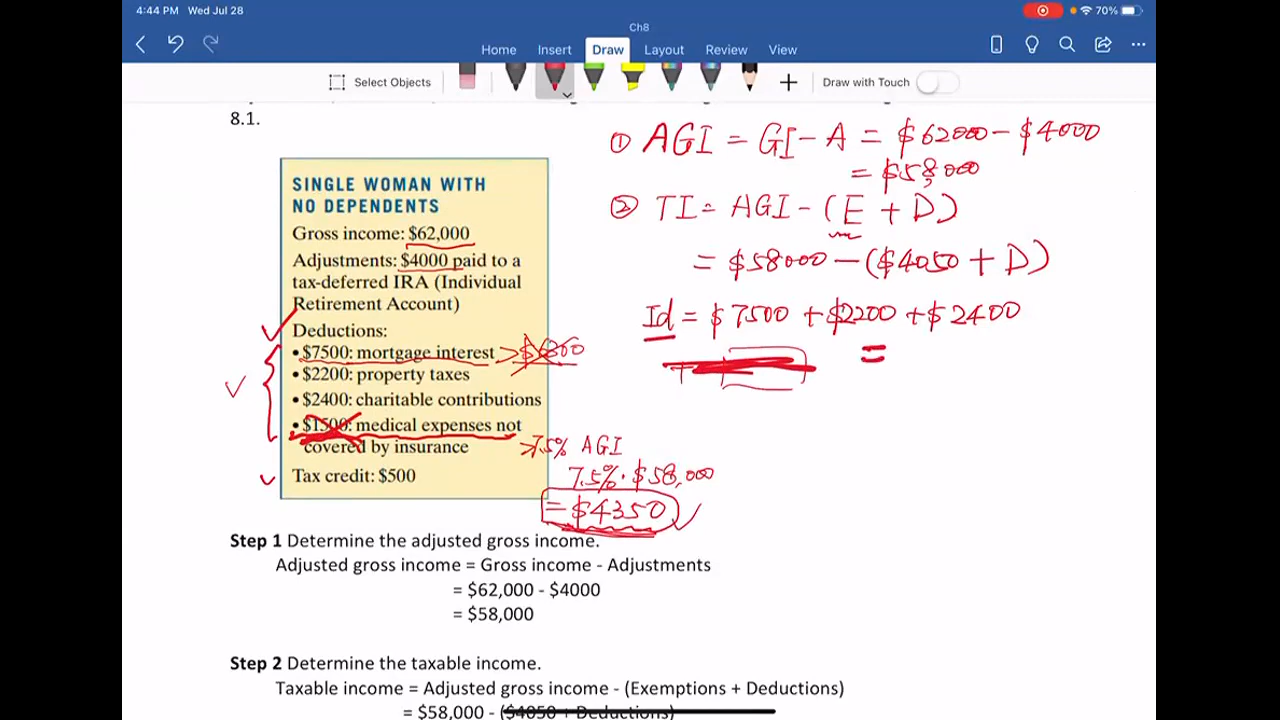 4:44 PM Wed Jul 28
70%
Ch8
Home Insert Draw Layout Review View
Select Objects
Draw with Touch
8.1.
① AGI = GI - A = $62000 - $4000
= $58,000
② TI = AGI - (E + D)
= $58000 - ($4050 + D)
Id = $7500 + $2200 + $2400
=
SINGLE WOMAN WITH
NO DEPENDENTS
Gross income: $62,000
Adjustments: $4000 paid to a
tax-deferred IRA (Individual
Retirement Account)
Deductions:
• $7500: mortgage interest > $6300
• $2200: property taxes
• $2400: charitable contributions
• $1500: medical expenses not
covered by insurance
Tax credit: $500
>7.5% AGI
7.5% · $58,000
= $4350
Step 1 Determine the adjusted gross income.
Adjusted gross income = Gross income - Adjustments
= $62,000 - $4000
= $58,000
Step 2 Determine the taxable income.
Taxable income = Adjusted gross income - (Exemptions + Deductions)
= $58,000 - ($4050 + Deductions)